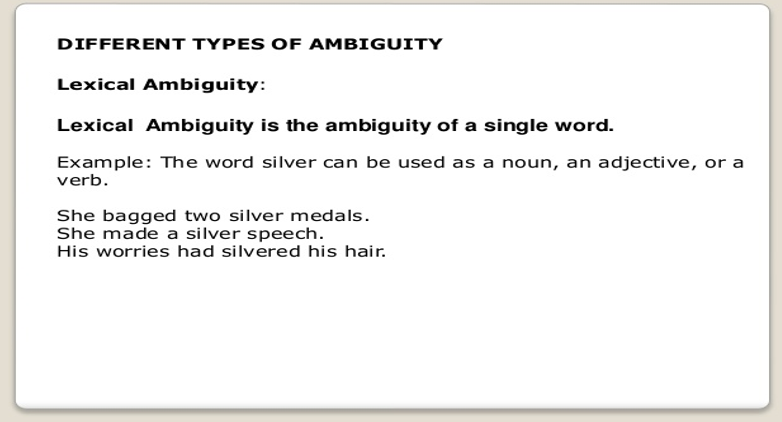 DIFFERENT TYPES OF AMBIGUITY
Lexical Ambiguity:
Lexical  Ambiguity is the ambiguity of a single word.
Example: The word silver can be used as a noun, an adjective, or a
verb.
She bagged two silver medals.
She made a silver speech.
His worries had silvered his hair.